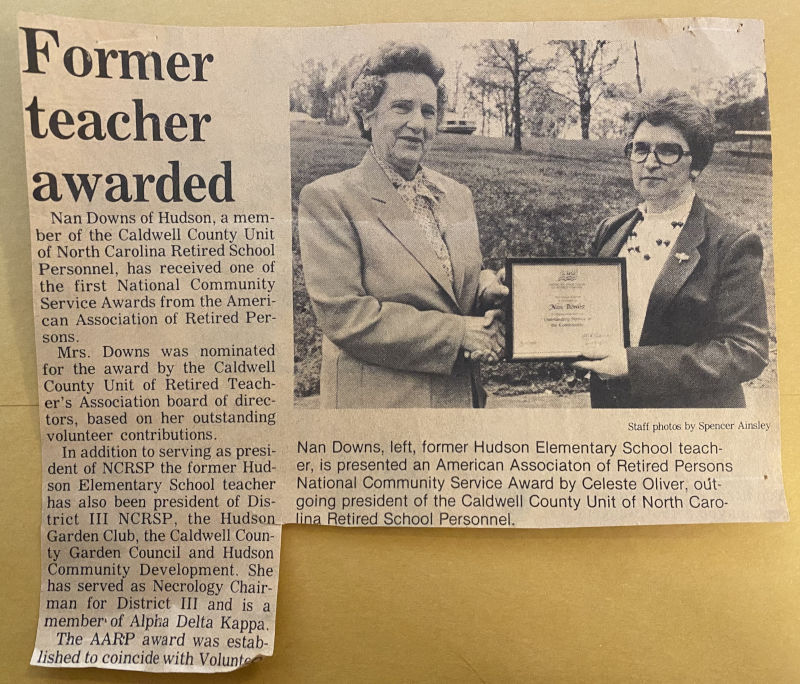 Former
teacher
awarded
Nan Downs of Hudson, a mem-
ber of the Caldwell County Unit
of North Carolina Retired School
Personnel, has received one of
the first National Community
Service Awards from the Ameri-
can Association of Retired Per-
sons.
Mrs. Downs was nominated
for the award by the Caldwell
County Unit of Retired Teach-
er's Association board of direc-
tors, based on her outstanding
volunteer contributions.
In addition to serving as presi-
dent of NCRSP the former Hud-
son Elementary School teacher
has also been president of Dis-
trict III NCRSP, the Hudson
Garden Club, the Caldwell Coun-
ty Garden Council and Hudson
Community Development. She
has served as Necrology Chair-
man for District III and is a
member of Alpha Delta Kappa.
The AARP award was estab-
lished to coincide with Volunte
Nan Downs
Outstanding Service to
the Community
Staff photos by Spencer Ainsley
Nan Downs, left, former Hudson Elementary School teach-
er, is presented an American Associaton of Retired Persons
National Community Service Award by Celeste Oliver, out-
going president of the Caldwell County Unit of North Caro-
lina Retired School Personnel.